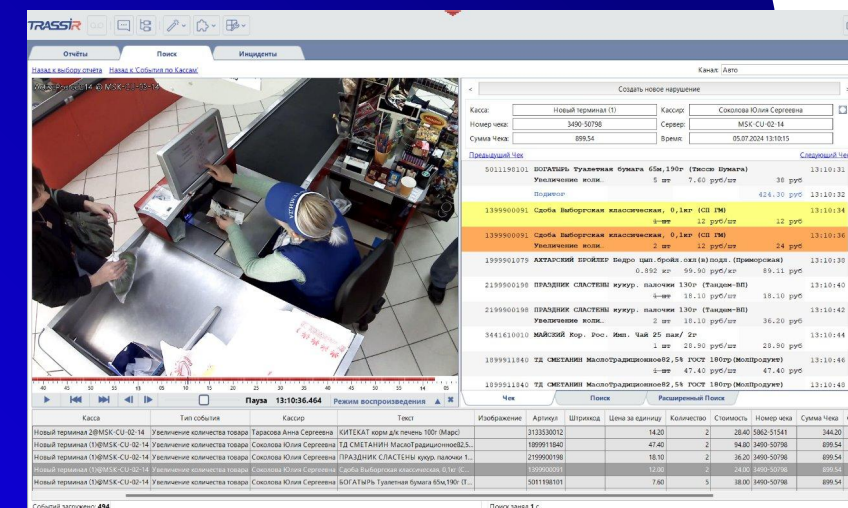 TRASSIR
Отчёты Поиск Инциденты
Назад к выбору отчёта Назад к 'События по Кассам'
Канал: Авто
< Создать новое нарушение
Касса: Новый терминал (1) Кассир: Соколова Юлия Сергеевна
Номер чека: 3490-50798 Сервер: MSK-CU-02-14
Сумма Чека: 899.54 Время: 05.07.2024 13:10:15
Предыдущий Чек Следующий Чек
5011198101 БОГАТЫРЬ Туалетная бумага 65м,190г (Тиссю Бумага) 13:10:31
Увеличение коли… 5 шт 7.60 руб/шт 38 руб
Подитог 424.30 руб 13:10:32
1399900091 Сдоба Выборгская классическая, 0,1кг (СП ГМ) 13:10:34
1 шт 12 руб/шт 12 руб
1399900091 Сдоба Выборгская классическая, 0,1кг (СП ГМ) 13:10:36
Увеличение коли… 2 шт 12 руб/шт 24 руб
1999901079 АХТАРСКИЙ БРОЙЛЕР Бедро цып.бройл.охл(в)подл.(Приморская) 13:10:38
0.892 кг 99.90 руб/кг 89.11 руб
2199900198 ПРАЗДНИК СЛАСТЕНЫ кукур. палочки 130г (Тандем-ВП) 13:10:40
1 шт 18.10 руб/шт 18.10 руб
2199900198 ПРАЗДНИК СЛАСТЕНЫ кукур. палочки 130г (Тандем-ВП) 13:10:42
Увеличение коли… 2 шт 18.10 руб/шт 36.20 руб
3441610010 МАЙСКИЙ Кор. Рос. Имп. Чай 25 пак/ 2г 13:10:44
1 шт 28.90 руб/шт 28.90 руб
1899911840 ТД СМЕТАНИН МаслоТрадиционное82,5% ГОСТ 180гр(МолПродукт) 13:10:46
1 шт 47.40 руб/шт 47.40 руб
1899911840 ТД СМЕТАНИН МаслоТрадиционное82,5% ГОСТ 180гр(МолПродукт) 13:10:48
Пауза 13:10:36.464 Режим воспроизведения
Чек Поиск Расширенный Поиск
Касса Тип события Кассир Текст Изображение Артикул Штрихкод Цена за единицу Количество Стоимость Номер чека Сумма Чека
Новый терминал 2@MSK-CU-02-14 Увеличение количества товара Тарасова Анна Сергеевна КИТЕКАТ корм д/к печень 100г (Марс) 3133530012 14.20 2 28.40 5862-51541 344.20
Новый терминал (1)@MSK-CU-02-14 Увеличение количества товара Соколова Юлия Сергеевна ТД СМЕТАНИН МаслоТрадиционное82,5… 1899911840 47.40 2 94.80 3490-50798 899.54
Новый терминал (1)@MSK-CU-02-14 Увеличение количества товара Соколова Юлия Сергеевна ПРАЗДНИК СЛАСТЕНЫ кукур. палочки 1… 2199900198 18.10 2 36.20 3490-50798 899.54
Новый терминал (1)@MSK-CU-02-14 Увеличение количества товара Соколова Юлия Сергеевна Сдоба Выборгская классическая, 0,1кг (С… 1399900091 12.00 2 24.00 3490-50798 899.54
Новый терминал (1)@MSK-CU-02-14 Увеличение количества товара Соколова Юлия Сергеевна БОГАТЫРЬ Туалетная бумага 65м,190г (Т… 5011198101 7.60 5 38.00 3490-50798 899.54
Событий загружено: 494 Поиск занял 1 с